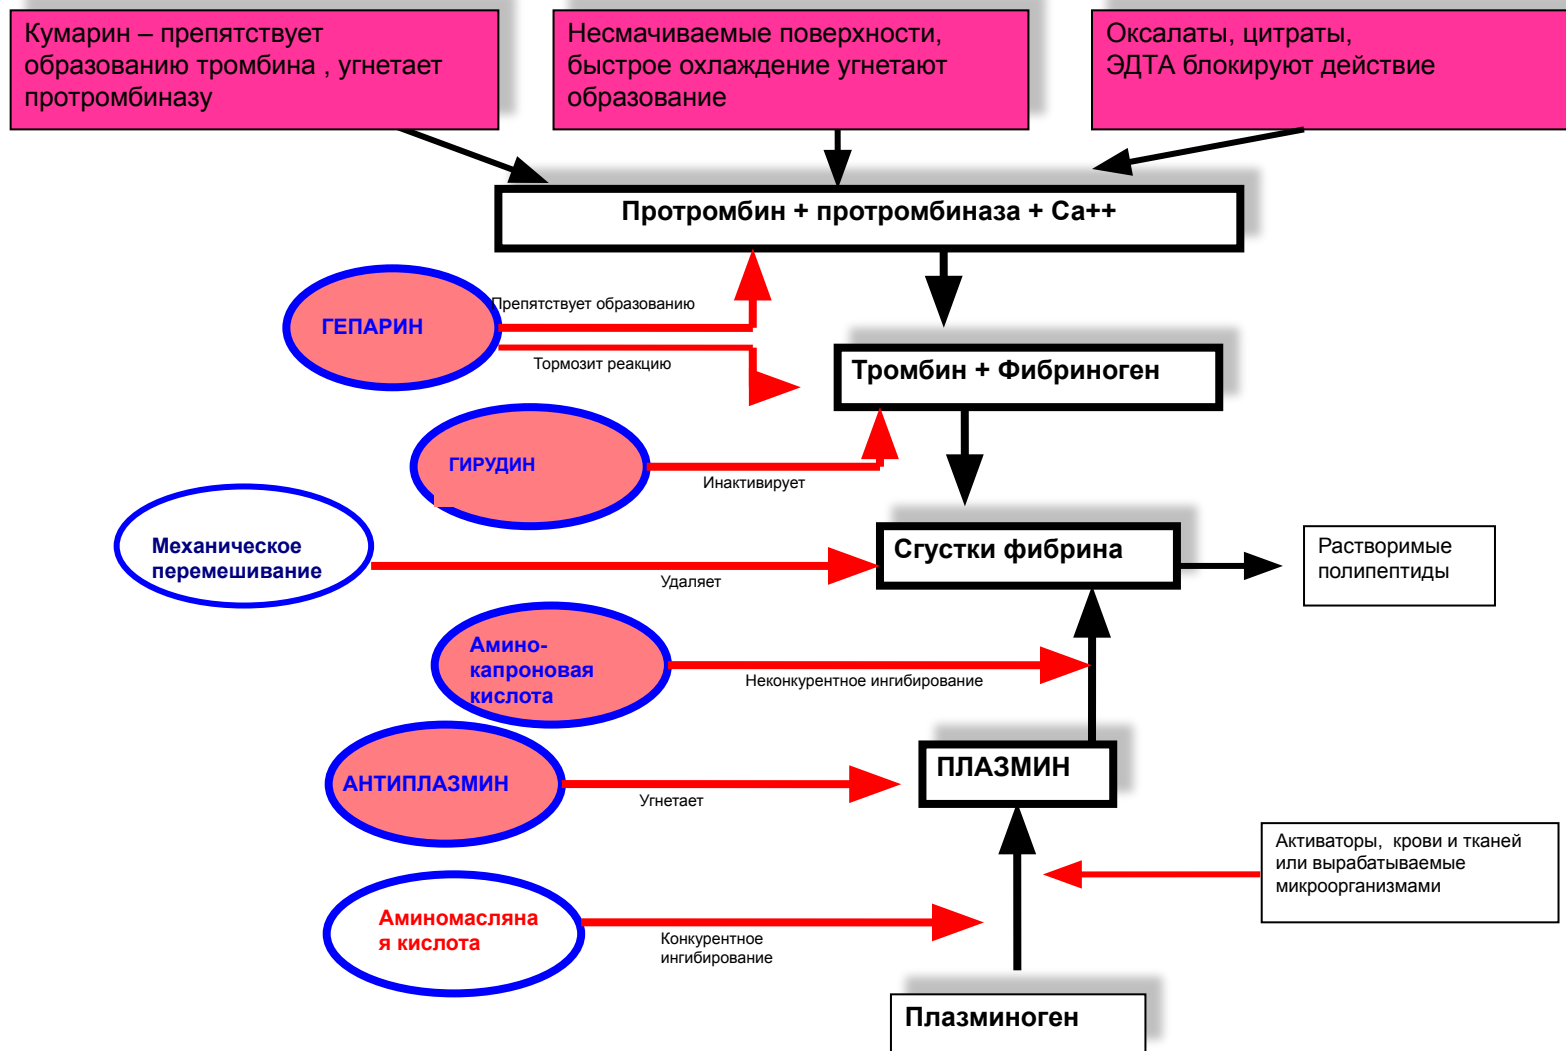 Кумарин – препятствует
образованию тромбина , угнетает
протромбиназу
Несмачиваемые поверхности,
быстрое охлаждение угнетают
образование
Оксалаты, цитраты,
ЭДТА блокируют действие
Протромбин + протромбиназа + Са++
Препятствует образованию
ГЕПАРИН
Тормозит реакцию
Тромбин + Фибриноген
ГИРУДИН
Инактивирует
Механическое
перемешивание
Удаляет
Сгустки фибрина
Растворимые
полипептиды
Амино-
капроновая
кислота
Неконкурентное ингибирование
ПЛАЗМИН
АНТИПЛАЗМИН
Угнетает
Активаторы, крови и тканей
или вырабатываемые
микроорганизмами
Аминомасляна
я кислота
Конкурентное
ингибирование
Плазминоген